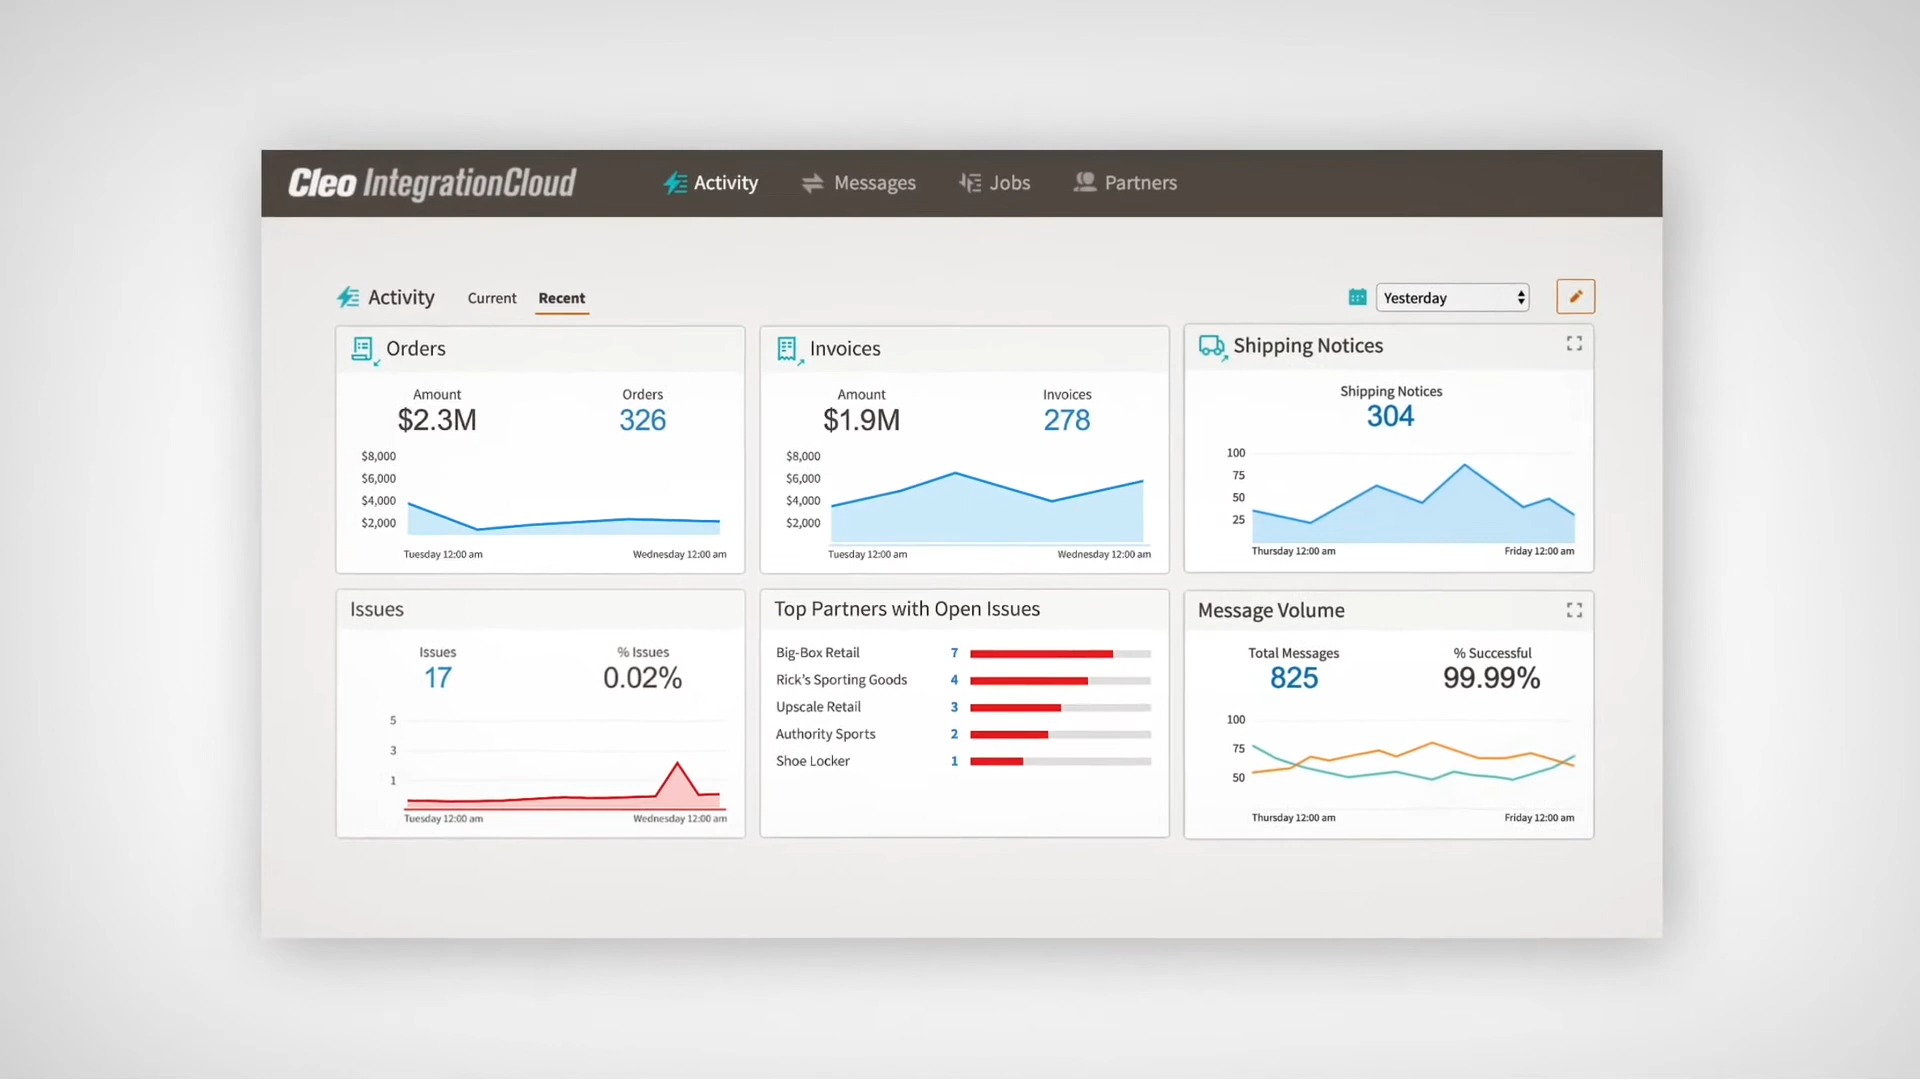 Cleo IntegrationCloud
Activity
Messages
Jobs
Partners
Activity
Current
Recent
Yesterday
Orders
Amount
Orders
$2.3M
326
$8,000
$6,000
$4,000
$2,000
Tuesday 12:00 am
Wednesday 12:00 am
Invoices
Amount
Invoices
$1.9M
278
$8,000
$6,000
$4,000
$2,000
Tuesday 12:00 am
Wednesday 12:00 am
Shipping Notices
Shipping Notices
304
100
75
50
25
Thursday 12:00 am
Friday 12:00 am
Issues
Issues
% Issues
17
0.02%
5
3
1
Tuesday 12:00 am
Wednesday 12:00 am
Top Partners with Open Issues
Big-Box Retail 7
Rick's Sporting Goods 4
Upscale Retail 3
Authority Sports 2
Shoe Locker 1
Message Volume
Total Messages
% Successful
825
99.99%
100
75
50
Thursday 12:00 am
Friday 12:00 am